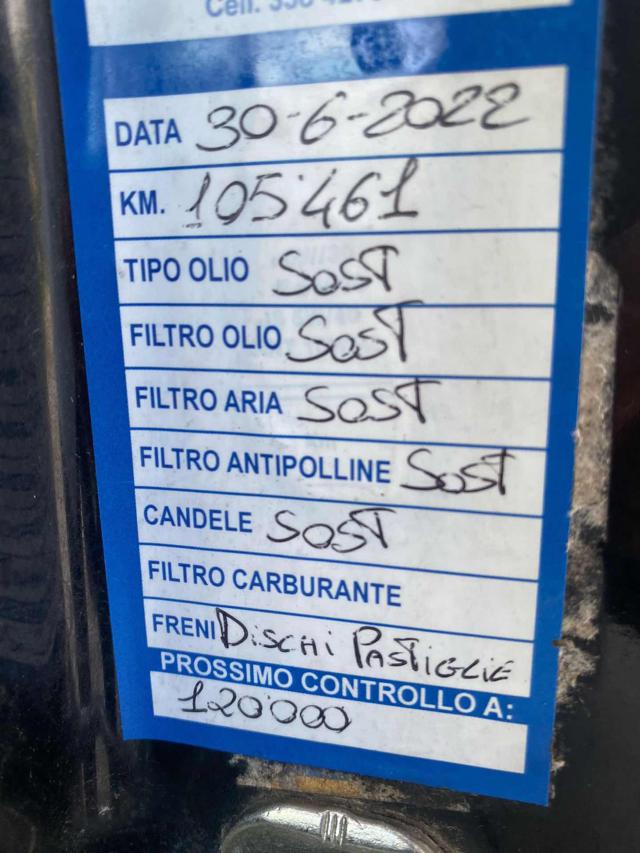 Cell.
DATA 30-6-2022
KM. 105'461
TIPO OLIO SOST
FILTRO OLIO SOST
FILTRO ARIA SOST
FILTRO ANTIPOLLINE SOST
CANDELE SOST
FILTRO CARBURANTE
FRENI DISCHI PASTIGLIE
PROSSIMO CONTROLLO A:
120'000